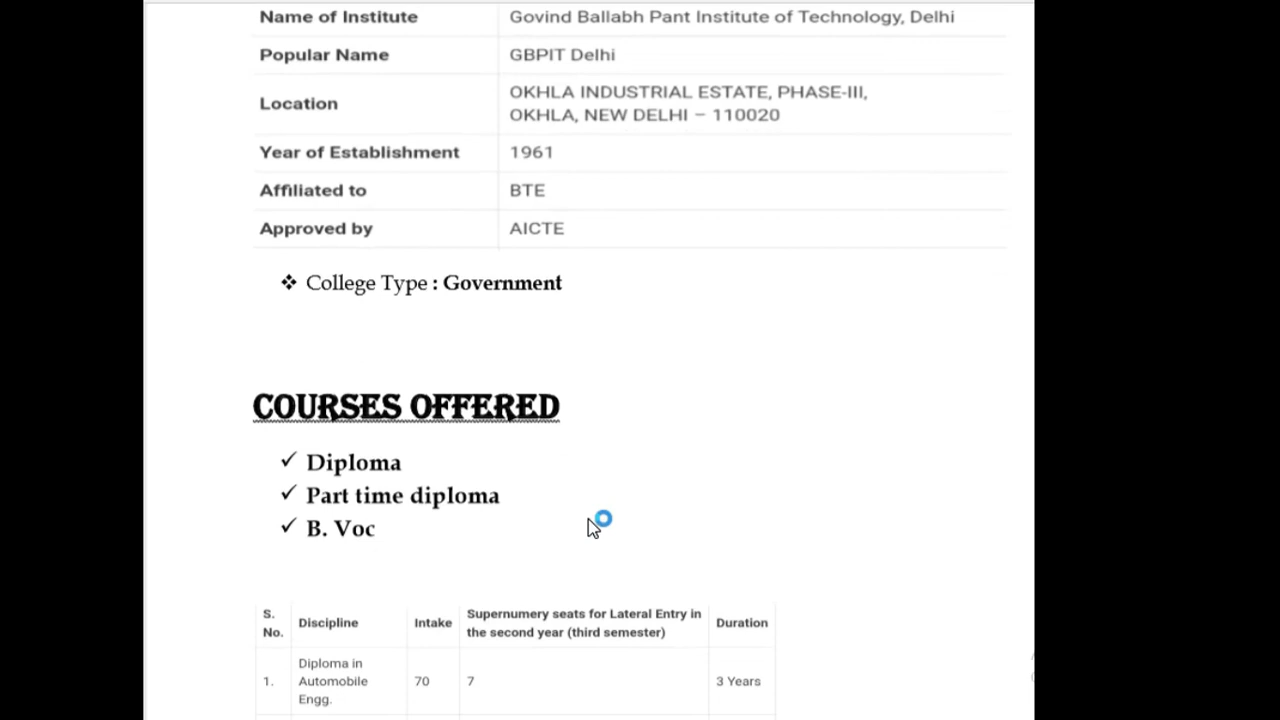 Name of Institute Govind Ballabh Pant Institute of Technology, Delhi
Popular Name GBPIT Delhi
Location OKHLA INDUSTRIAL ESTATE, PHASE-III,
OKHLA, NEW DELHI – 110020
Year of Establishment 1961
Affiliated to BTE
Approved by AICTE
❖ College Type : Government
COURSES OFFERED
✓ Diploma
✓ Part time diploma
✓ B. Voc
S. No. Discipline Intake Supernumery seats for Lateral Entry in the second year (third semester) Duration
1. Diploma in Automobile Engg. 70 7 3 Years